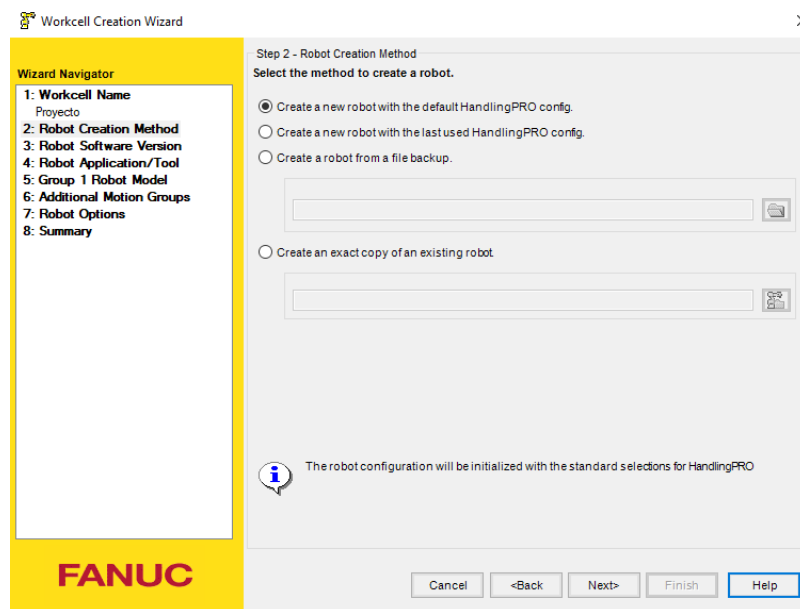 Workcell Creation Wizard
Wizard Navigator
1: Workcell Name
Proyecto
2: Robot Creation Method
3: Robot Software Version
4: Robot Application/Tool
5: Group 1 Robot Model
6: Additional Motion Groups
7: Robot Options
8: Summary
FANUC
Step 2 - Robot Creation Method
Select the method to create a robot.
Create a new robot with the default HandlingPRO config.
Create a new robot with the last used HandlingPRO config.
Create a robot from a file backup.
Create an exact copy of an existing robot
The robot configuration will be initialized with the standard selections for HandlingPRO
Cancel
<Back
Next>
Finish
Help